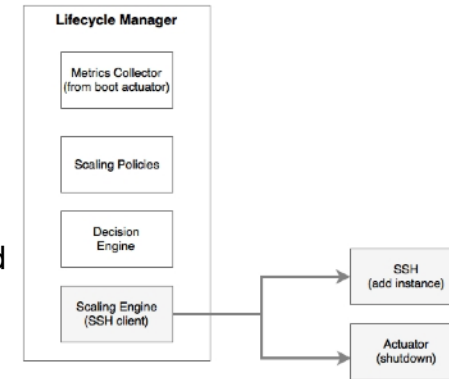 Lifecycle Manager
Metrics Collector
(from boot actuator)
Scaling Policies
Decision
Engine
d
Scaling Engine
(SSH client)
SSH
(add instance)
Actuator
(shutdown)